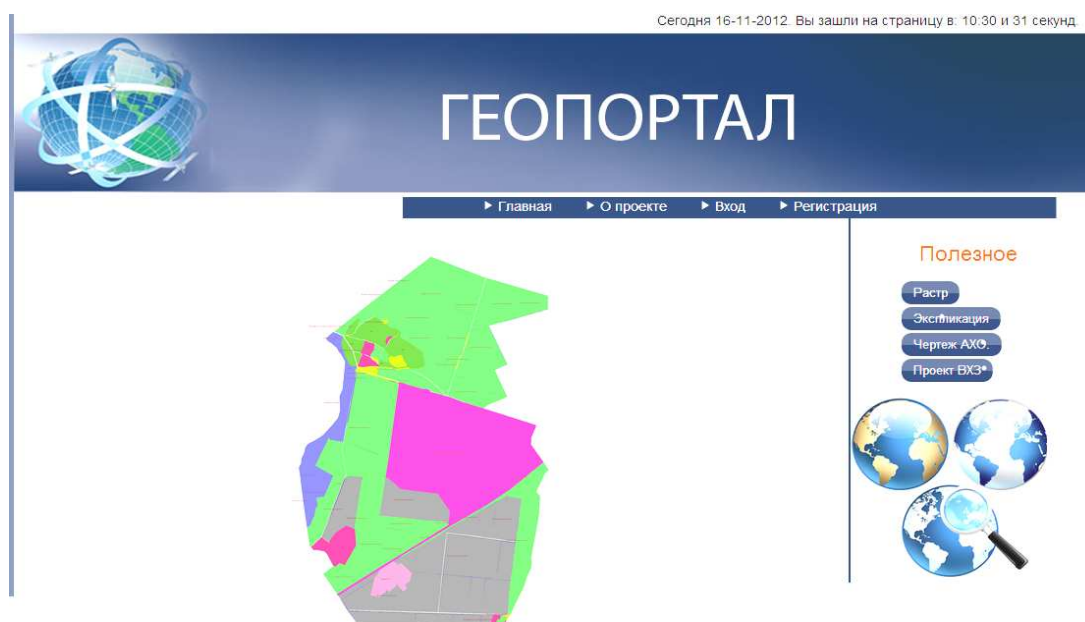 Сегодня 16-11-2012. Вы зашли на страницу в: 10:30 и 31 секунд.
ГЕОПОРТАЛ
Главная О проекте Вход Регистрация
Полезное
Растр
Экспликация
Чертеж АХО.
Проект ВХЗ